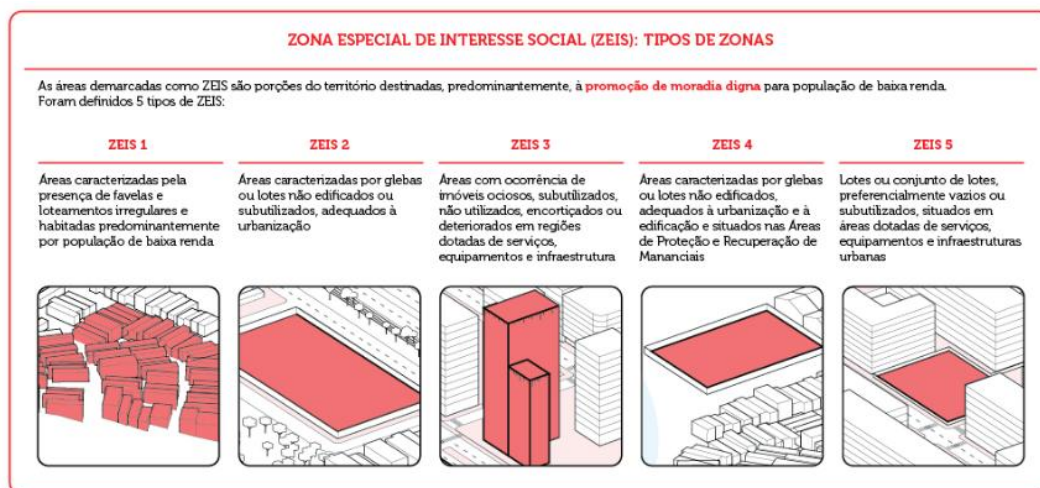 ZONA ESPECIAL DE INTERESSE SOCIAL (ZEIS): TIPOS DE ZONAS
As áreas demarcadas como ZEIS são porções do território destinadas, predominantemente, à promoção de moradia digna para população de baixa renda.
Foram definidos 5 tipos de ZEIS:
ZEIS 1
Áreas caracterizadas pela
presença de favelas e
loteamentos irregulares e
habitadas predominantemente
por população de baixa renda
ZEIS 2
Áreas caracterizadas por glebas
ou lotes não edificados ou
subutilizados, adequados à
urbanização
ZEIS 3
Áreas com ocorrência de
imóveis ociosos, subutilizados,
não utilizados, encortiçados ou
deteriorados em regiões
dotadas de serviços,
equipamentos e infraestrutura
ZEIS 4
Áreas caracterizadas por glebas
ou lotes não edificados,
adequados à urbanização e à
edificação e situados nas Áreas
de Proteção e Recuperação de
Mananciais
ZEIS 5
Lotes ou conjunto de lotes,
preferencialmente vazios ou
subutilizados, situados em
áreas dotadas de serviços,
equipamentos e infraestruturas
urbanas